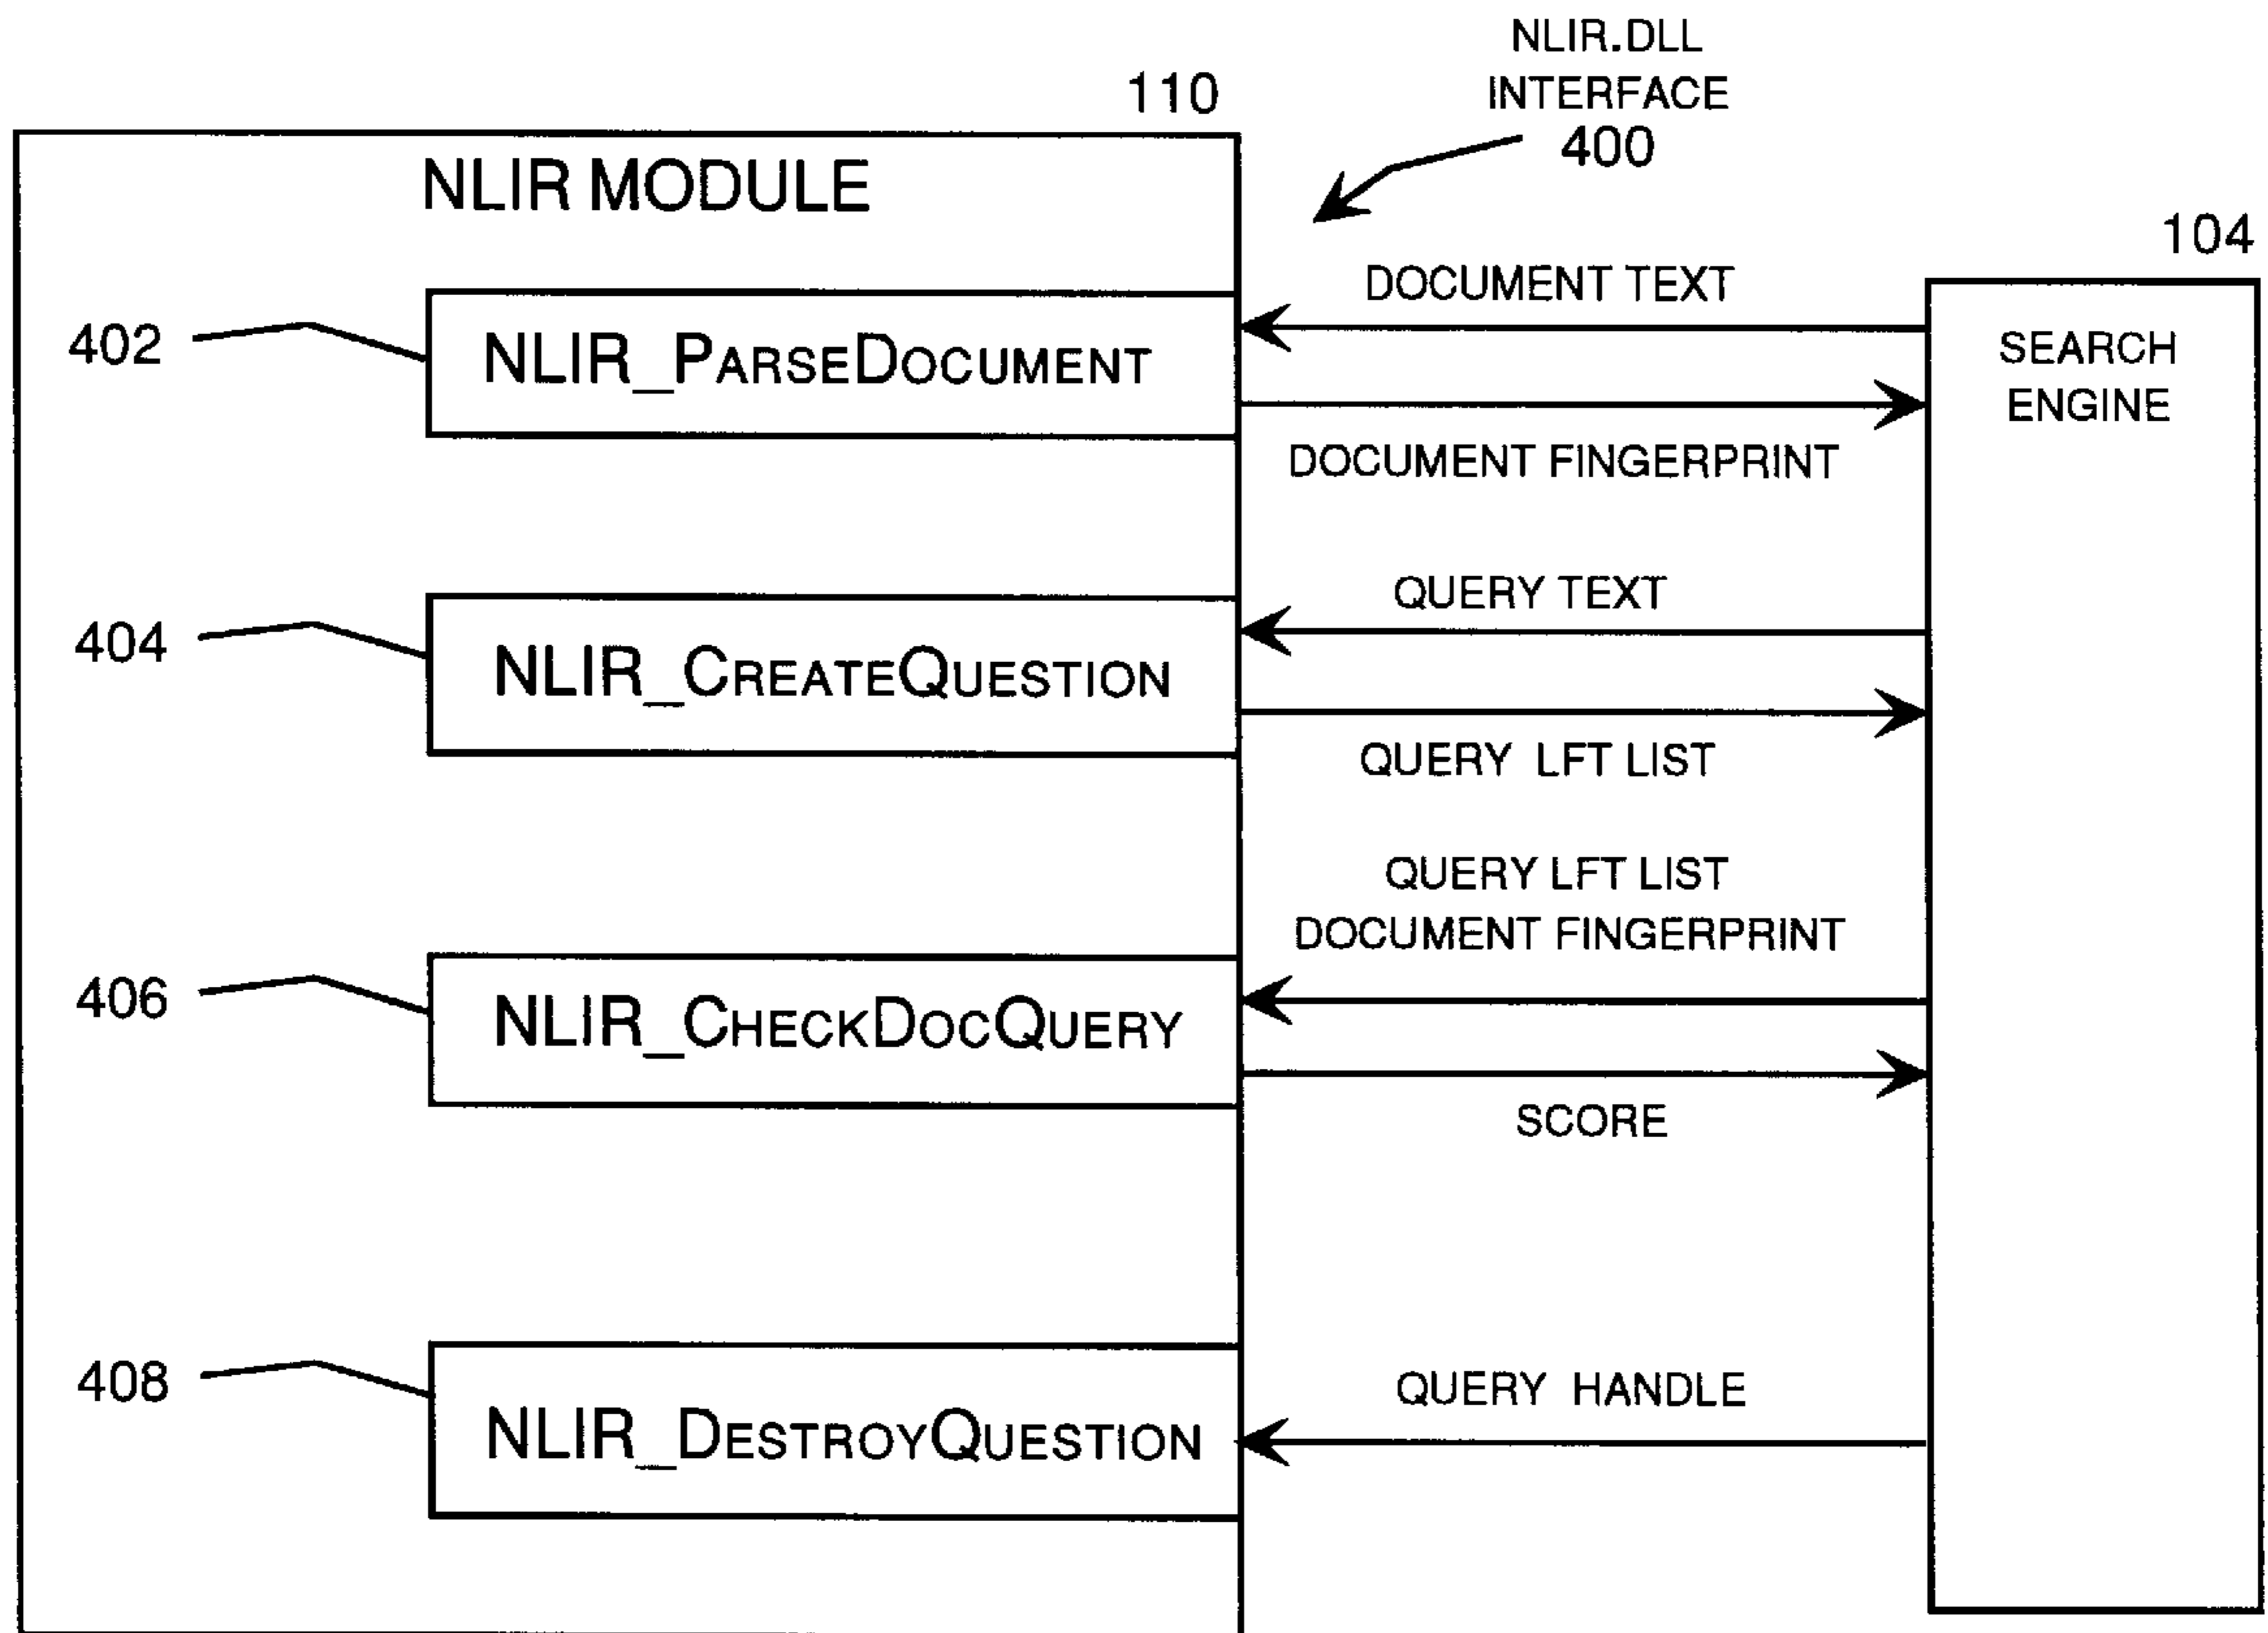 NLIR.DLL
INTERFACE
400
110
NLIR MODULE
104
DOCUMENT TEXT
SEARCH
ENGINE
402
NLIR_PARSEDOCUMENT
DOCUMENT FINGERPRINT
QUERY TEXT
404
NLIR_CREATEQUESTION
QUERY LFT LIST
QUERY LFT LIST
DOCUMENT FINGERPRINT
406
NLIR_CHECKDOCQUERY
SCORE
408
QUERY HANDLE
NLIR_DESTROYQUESTION